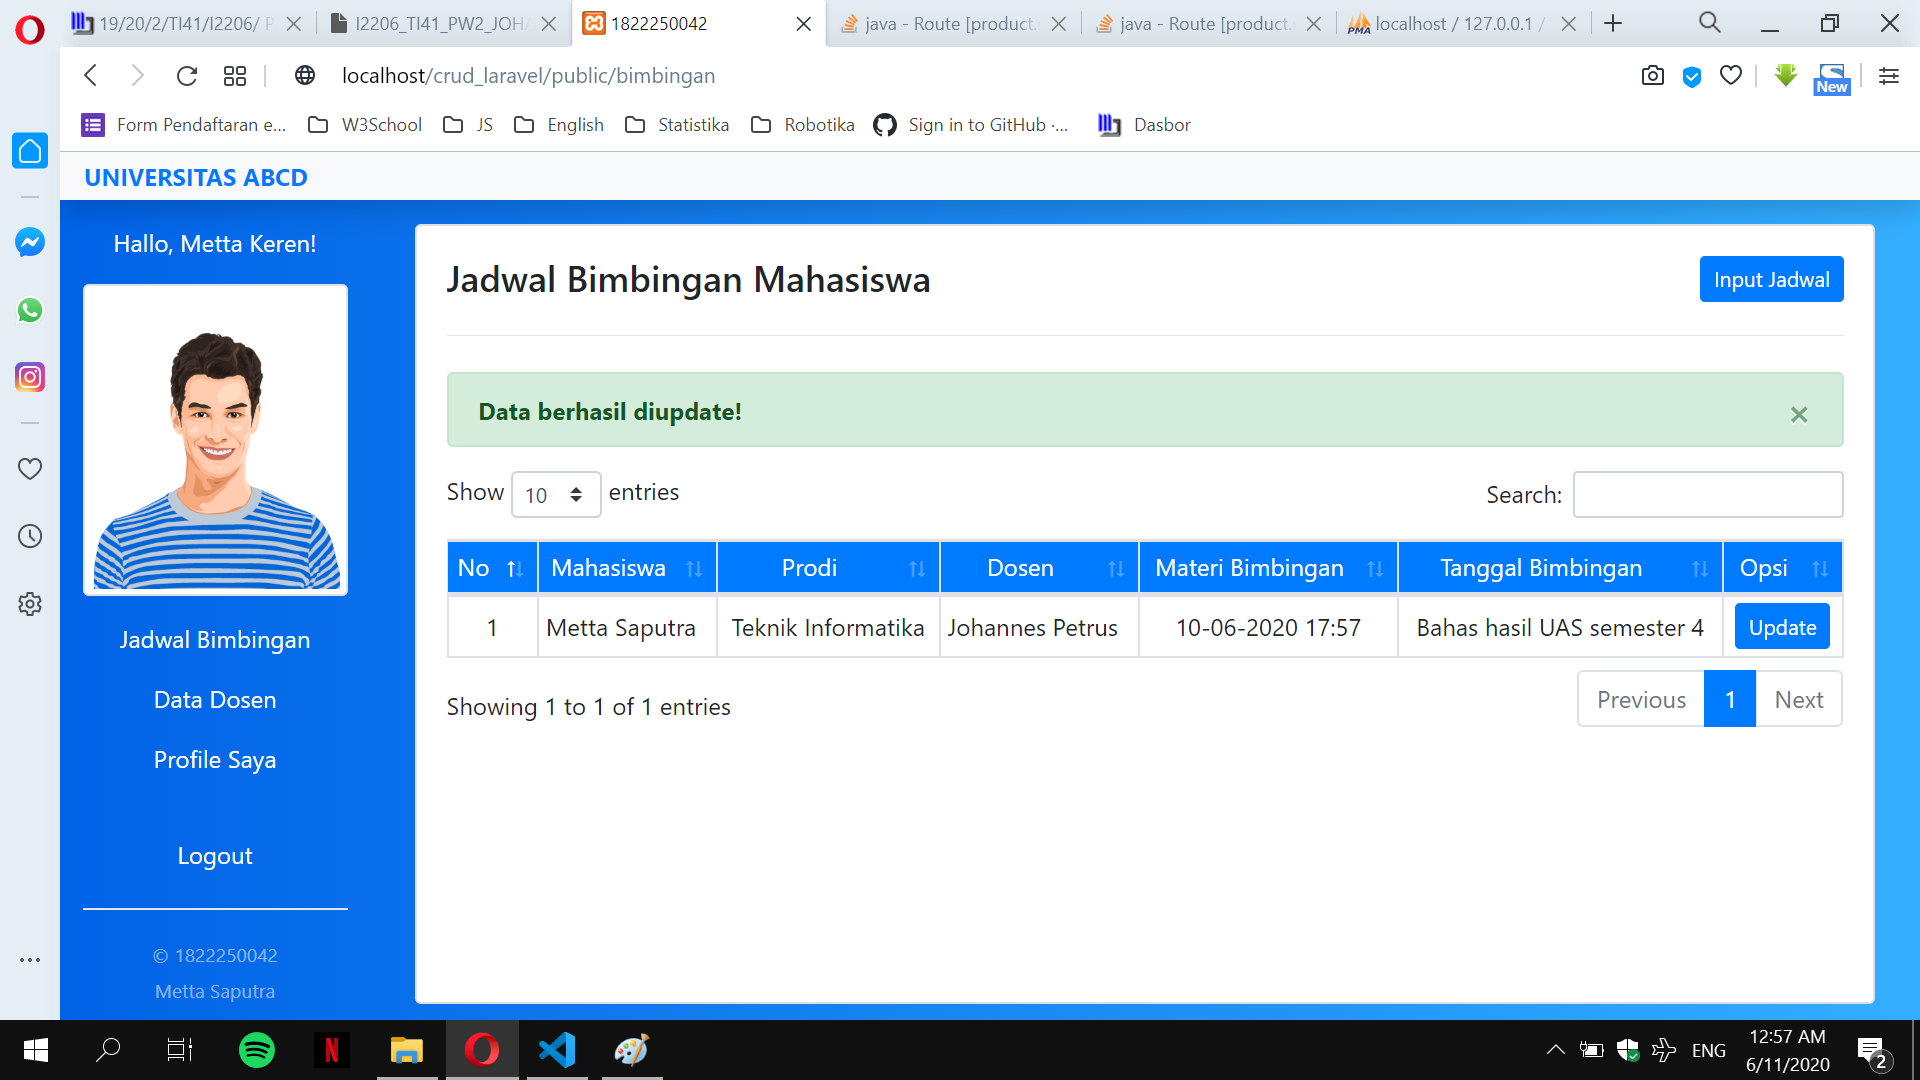 19/20/2/TI41/I2206/ P
I2206_TI41_PW2_JOHA
1822250042
java - Route [product.
java - Route [product.
localhost / 127.0.0.1 /
localhost/crud_laravel/public/bimbingan
New
Form Pendaftaran e...
W3School
JS
English
Statistika
Robotika
Sign in to GitHub ·...
Dasbor
UNIVERSITAS ABCD
Hallo, Metta Keren!
Jadwal Bimbingan
Data Dosen
Profile Saya
Logout
© 1822250042
Metta Saputra
Jadwal Bimbingan Mahasiswa
Input Jadwal
Data berhasil diupdate!
Show 10 entries
Search:
No Mahasiswa Prodi Dosen Materi Bimbingan Tanggal Bimbingan Opsi
1 Metta Saputra Teknik Informatika Johannes Petrus 10-06-2020 17:57 Bahas hasil UAS semester 4 Update
Showing 1 to 1 of 1 entries
Previous 1 Next
ENG
12:57 AM
6/11/2020
2